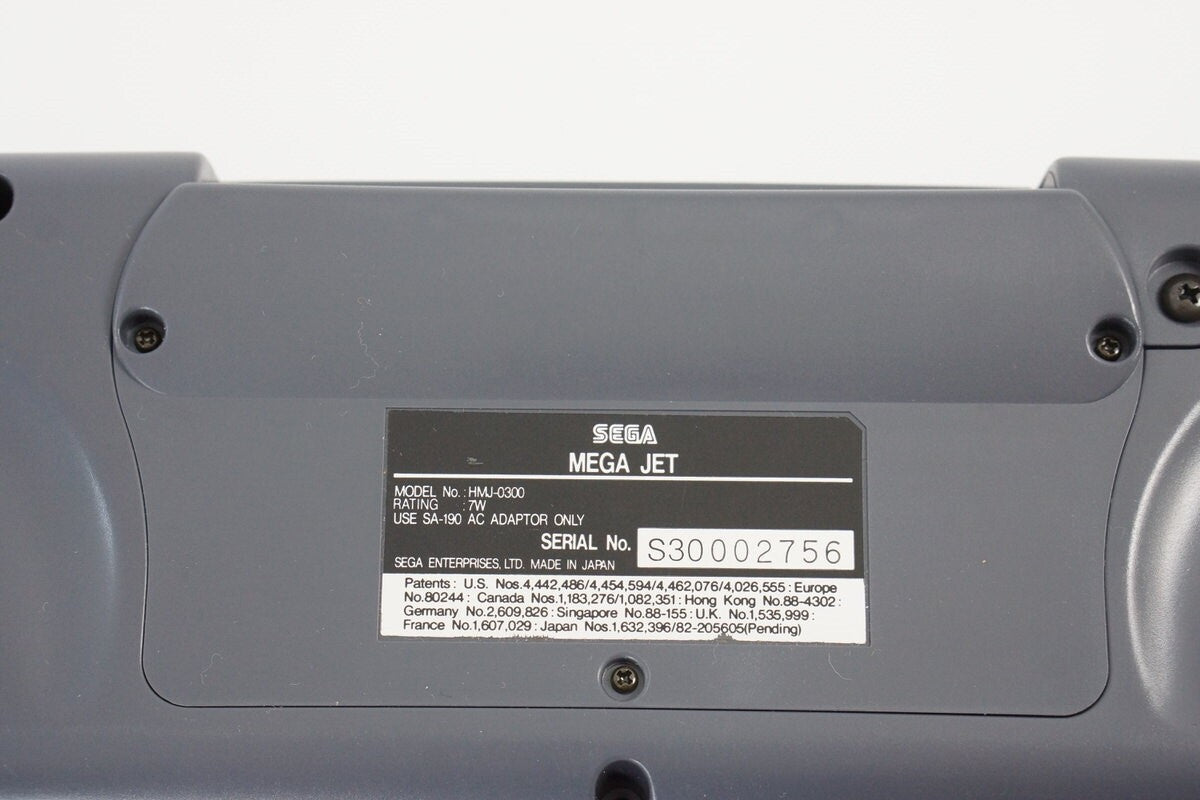 SEGA
MEGA JET
MODEL No. : HMJ-0300
RATING : 7W
USE SA-190 AC ADAPTOR ONLY
SERIAL No. S30002756
SEGA ENTERPRISES, LTD. MADE IN JAPAN
Patents : U.S. Nos.4,442,486/4,454,594/4,462,076/4,026,555 : Europe
No.80244 : Canada Nos.1,183,276/1,082,351 : Hong Kong No.88-4302 :
Germany No.2,609,826 : Singapore No.88-155 : U.K. No.1,535,999 :
France No.1,607,029 : Japan Nos.1,632,396/82-205605(Pending)